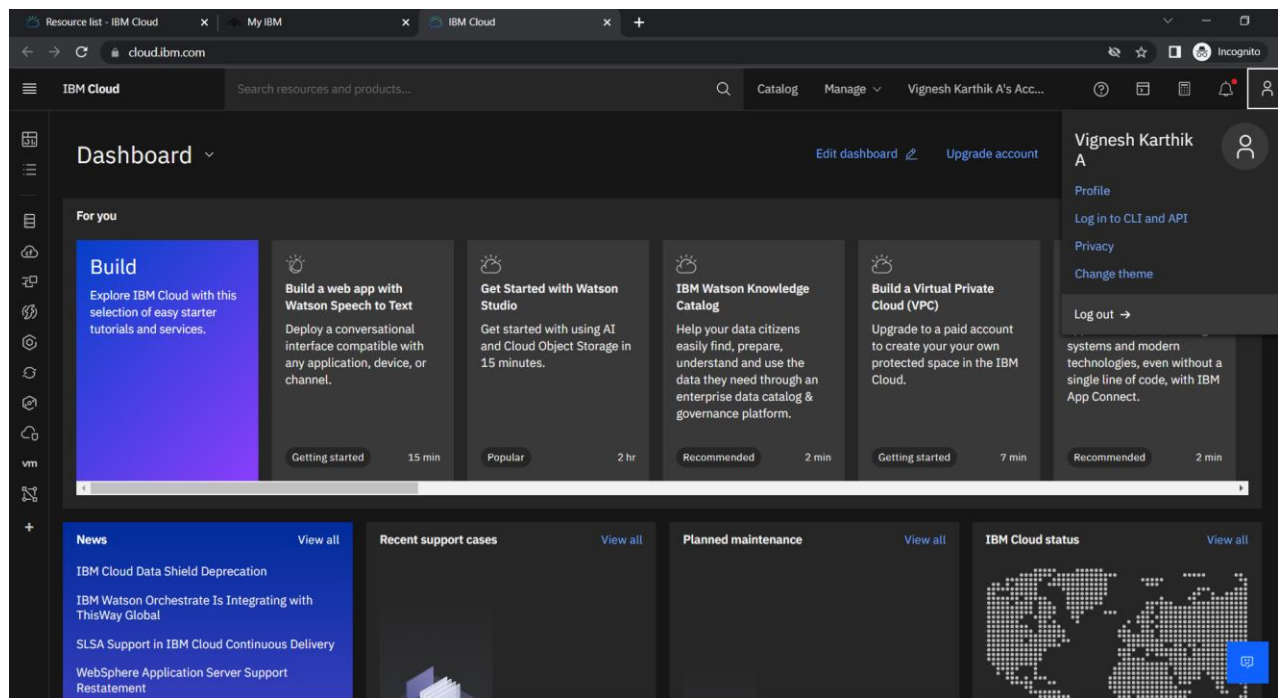 Resource list - IBM Cloud
My IBM
IBM Cloud
cloud.ibm.com
Incognito
IBM Cloud
Search resources and products...
Catalog
Manage
Vignesh Karthik A's Acc...
Dashboard
Edit dashboard
Upgrade account
Vignesh Karthik
A
Profile
Log in to CLI and API
Privacy
Change theme
Log out →
For you
Build
Explore IBM Cloud with this
selection of easy starter
tutorials and services.
Build a web app with
Watson Speech to Text
Deploy a conversational
interface compatible with
any application, device, or
channel.
Getting started
15 min
Get Started with Watson
Studio
Get started with using AI
and Cloud Object Storage in
15 minutes.
Popular
2 hr
IBM Watson Knowledge
Catalog
Help your data citizens
easily find, prepare,
understand and use the
data they need through an
enterprise data catalog &
governance platform.
Recommended
2 min
Build a Virtual Private
Cloud (VPC)
Upgrade to a paid account
to create your your own
protected space in the IBM
Cloud.
Getting started
7 min
systems and modern
technologies, even without a
single line of code, with IBM
App Connect.
Recommended
2 min
vm
News
View all
IBM Cloud Data Shield Deprecation
IBM Watson Orchestrate Is Integrating with
ThisWay Global
SLSA Support in IBM Cloud Continuous Delivery
WebSphere Application Server Support
Restatement
Recent support cases
View all
Planned maintenance
View all
IBM Cloud status
View all